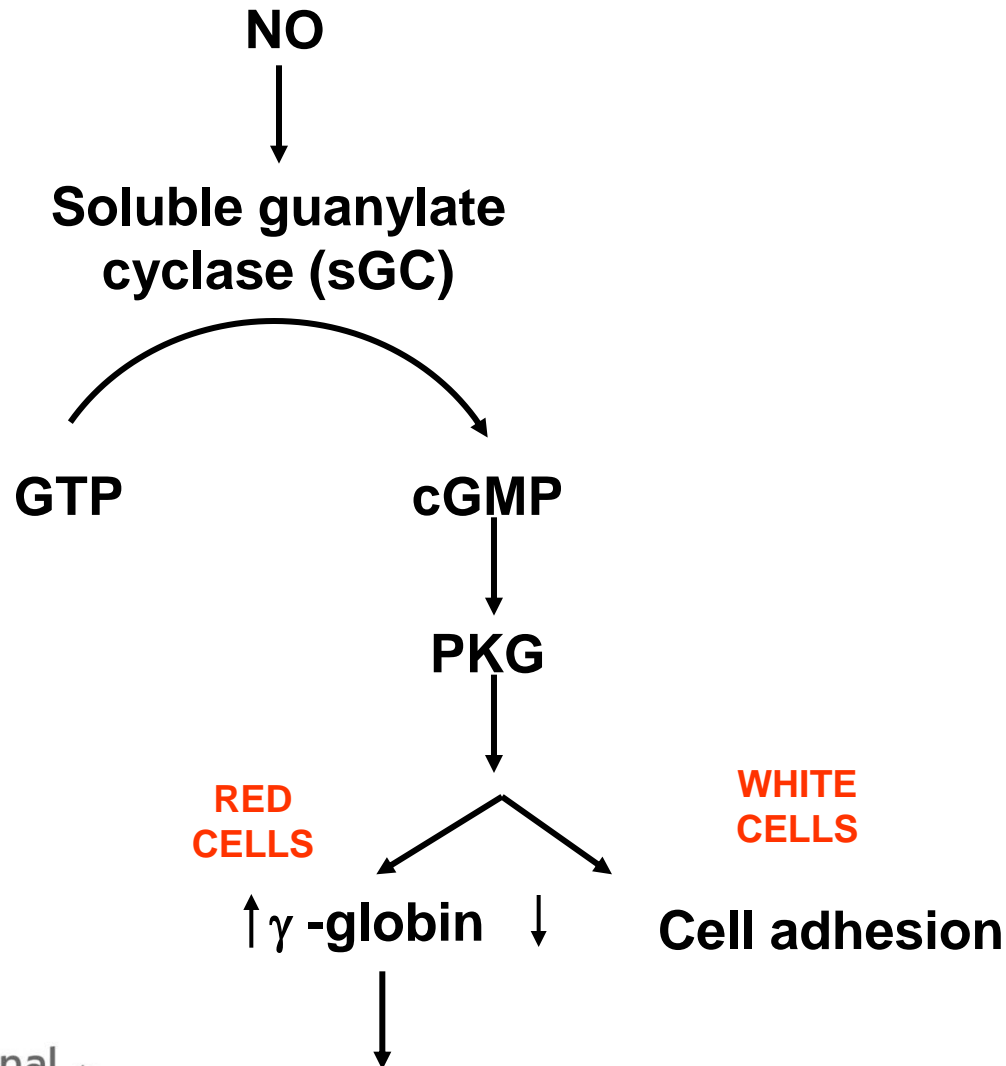 NO
Soluble guanylate
cyclase (sGC)
GTP
cGMP
PKG
RED
CELLS
WHITE
CELLS
↑ γ -globin ↓ Cell adhesion